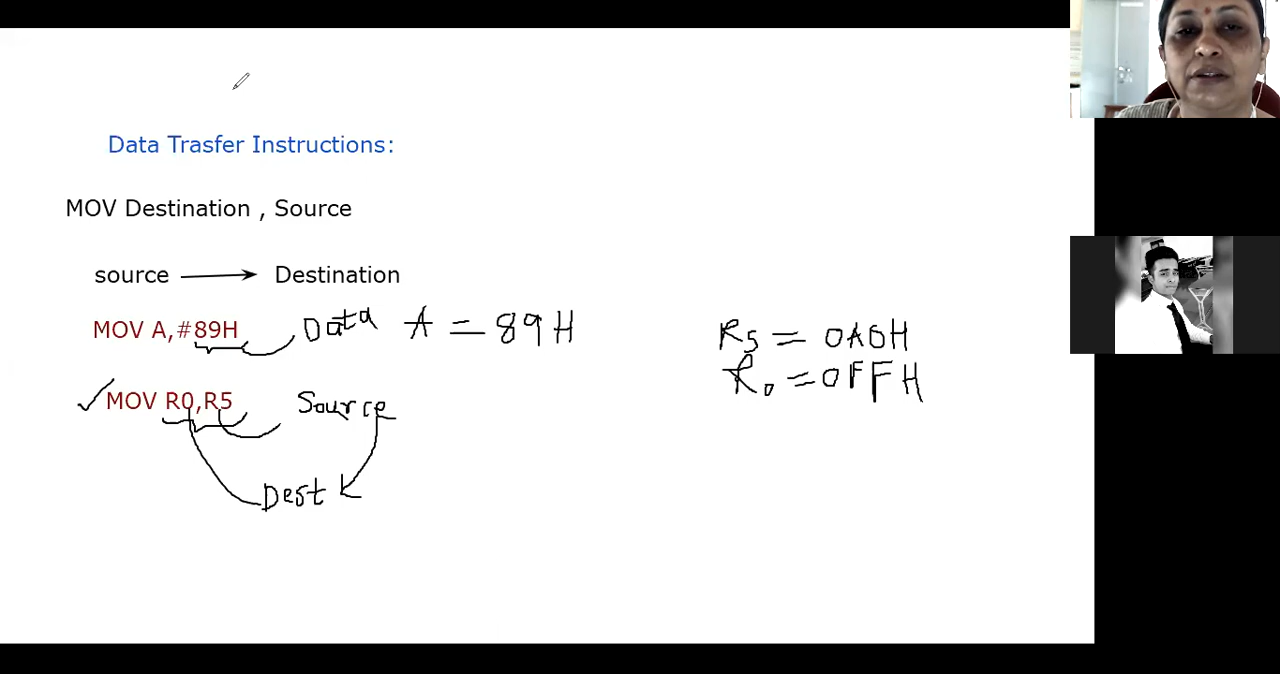 Data Trasfer Instructions:
MOV Destination , Source
source → Destination
MOV A,#89H Data A = 89H
R5 = 0A0H
R0 = 0FFH
MOV R0,R5 Source
Dest